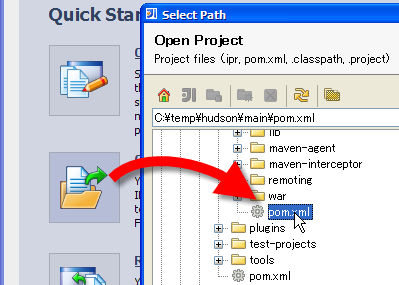 Quick Star
Select Path
Open Project
Project files (ipr, pom.xml, .classpath, .project)
C:¥temp¥hudson¥main¥pom.xml
lib
maven-agent
maven-interceptor
remoting
war
pom.xml
plugins
test-projects
tools
pom.xml